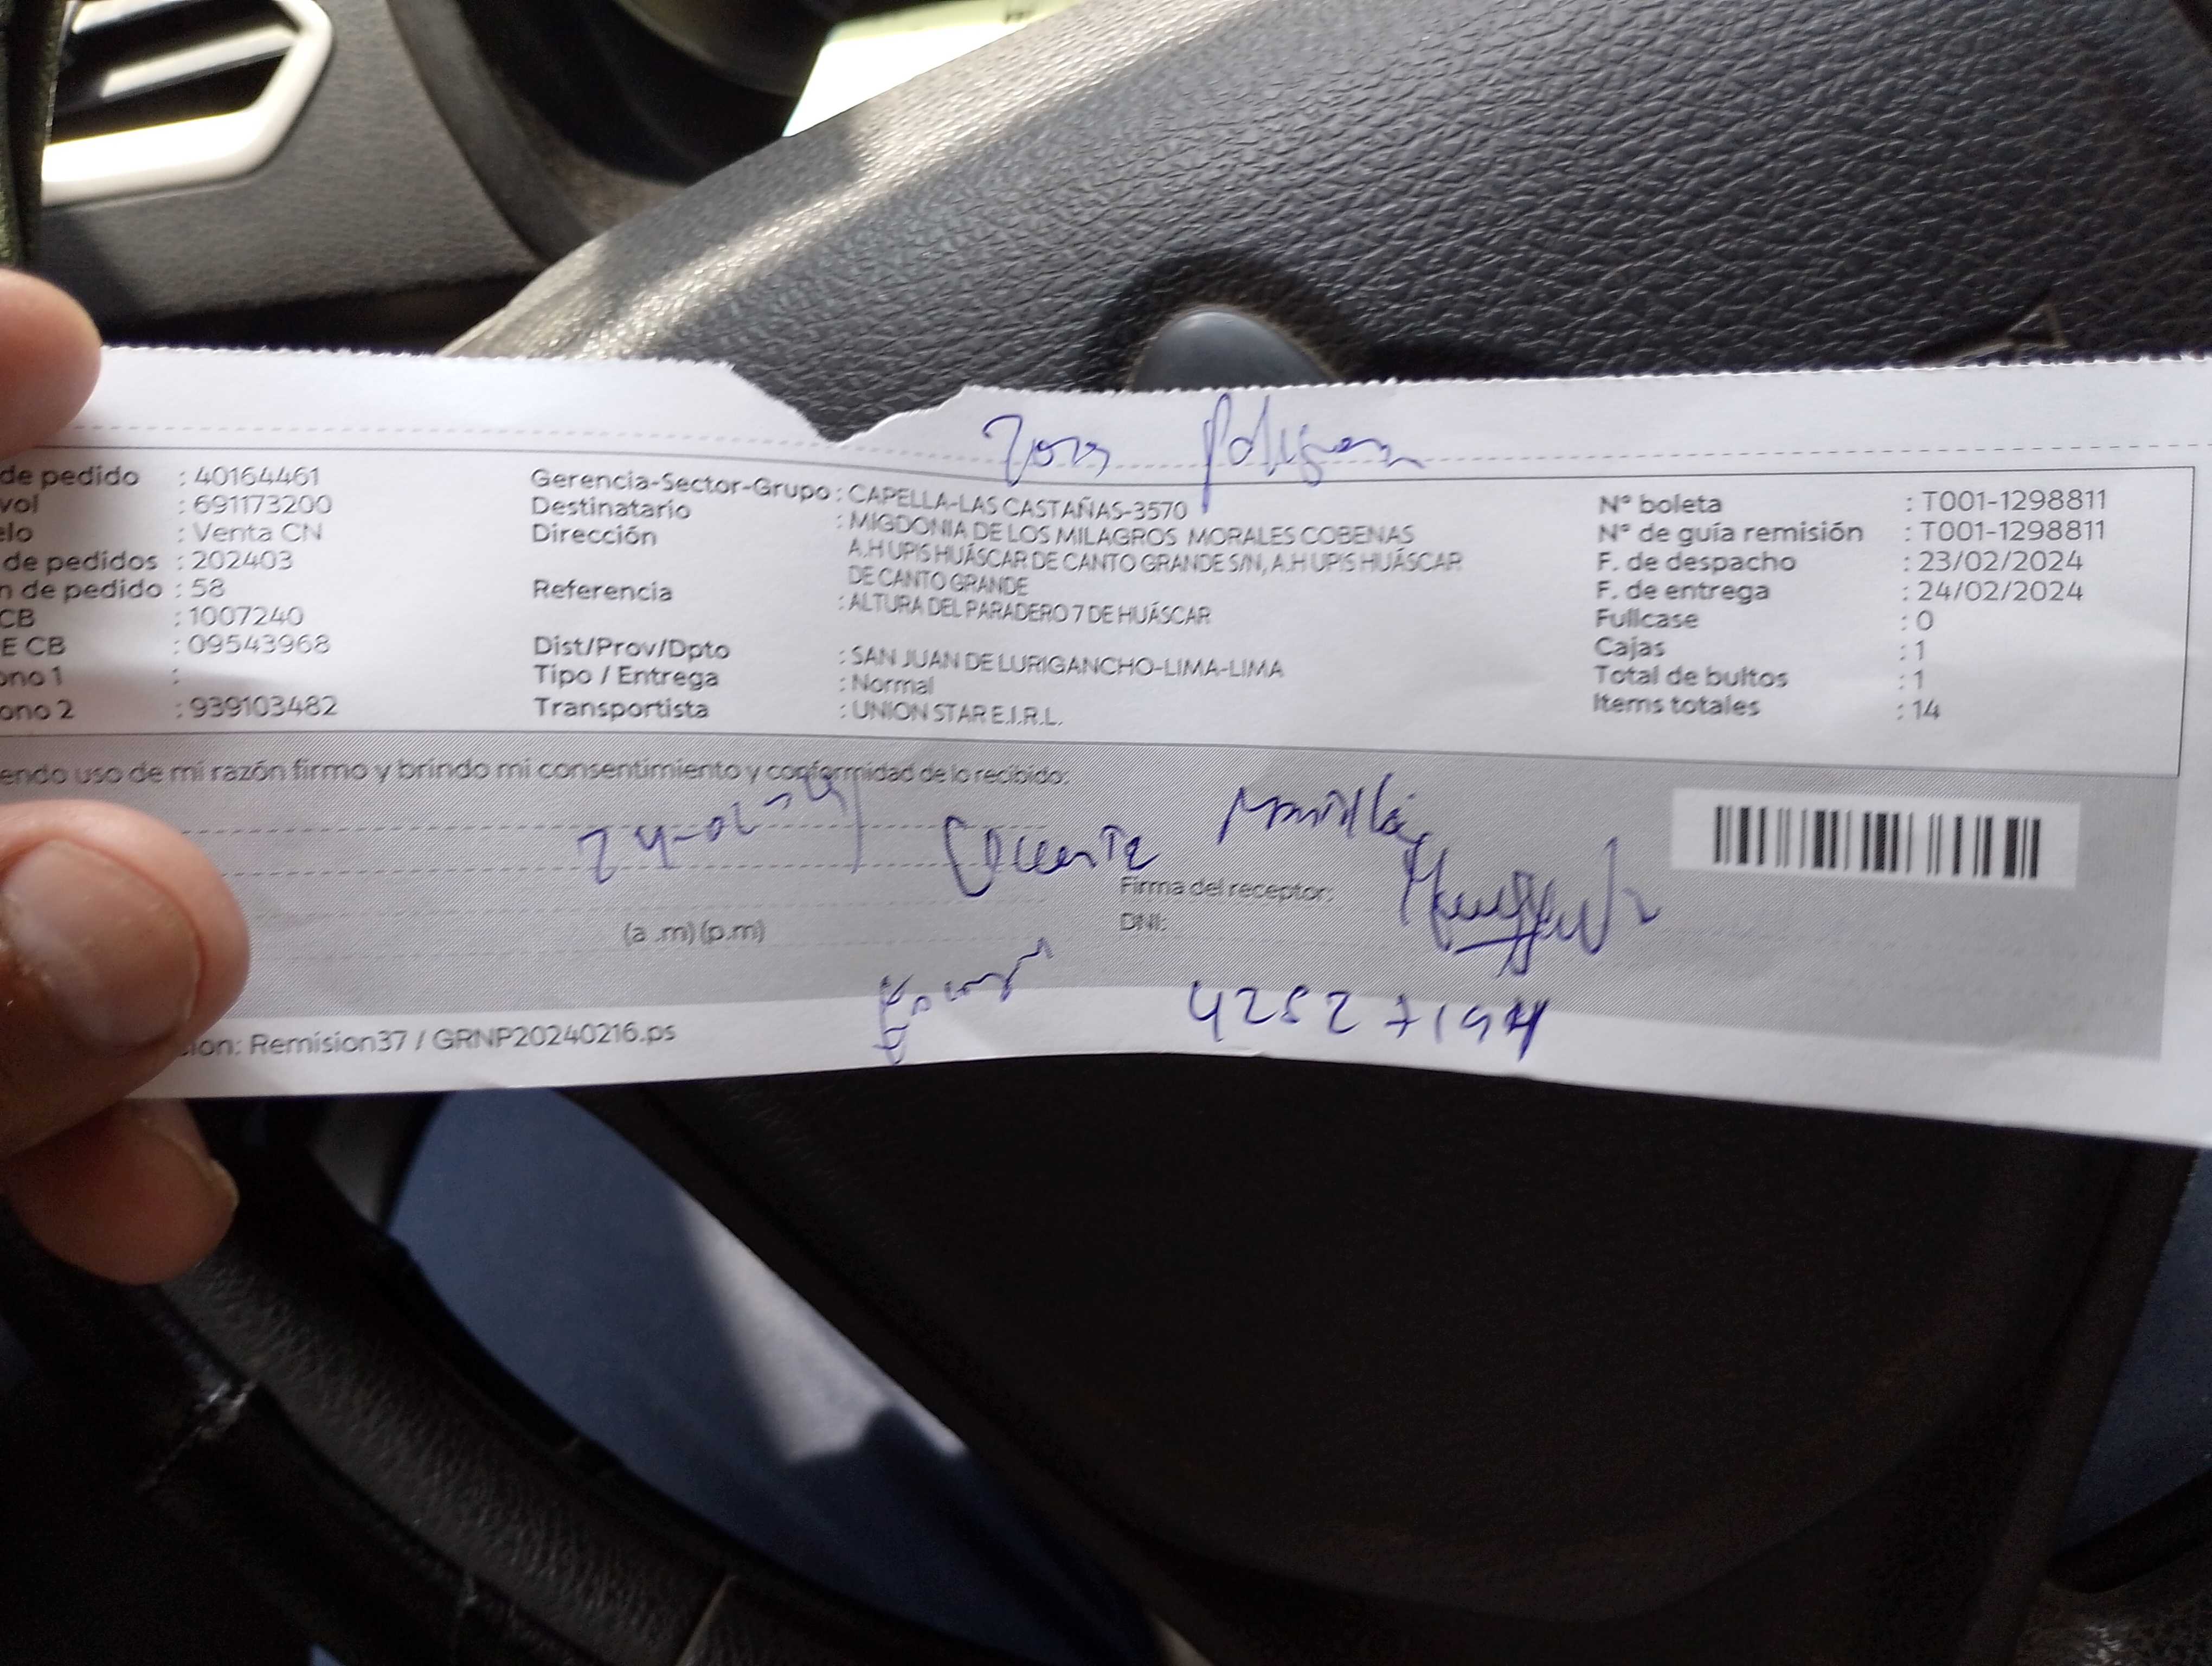 de pedido : 40164461
vol : 691173200
elo : Venta CN
de pedidos : 202403
n de pedido : 58
CB : 1007240
E CB : 09543968
ono 1 :
ono 2 : 939103482
Gerencia-Sector-Grupo : CAPELLA-LAS CASTAÑAS-3570
Destinatario : MIGDONIA DE LOS MILAGROS MORALES COBENAS
Dirección A.H UPIS HUÁSCAR DE CANTO GRANDE S/N, A.H UPIS HUÁSCAR
DE CANTO GRANDE
Referencia : ALTURA DEL PARADERO 7 DE HUÁSCAR
Dist/Prov/Dpto : SAN JUAN DE LURIGANCHO-LIMA-LIMA
Tipo / Entrega : Normal
Transportista : UNION STAR E.I.R.L.
N° boleta : T001-1298811
N° de guía remisión : T001-1298811
F. de despacho : 23/02/2024
F. de entrega : 24/02/2024
Fullcase : 0
Cajas : 1
Total de bultos : 1
Items totales : 14
endo uso de mi razón firmo y brindo mi consentimiento y conformidad de lo recibido:
24-02-24
Firma del receptor:
(a .m) (p.m)
DNI:
ion: Remision37 / GRNP20240216.ps